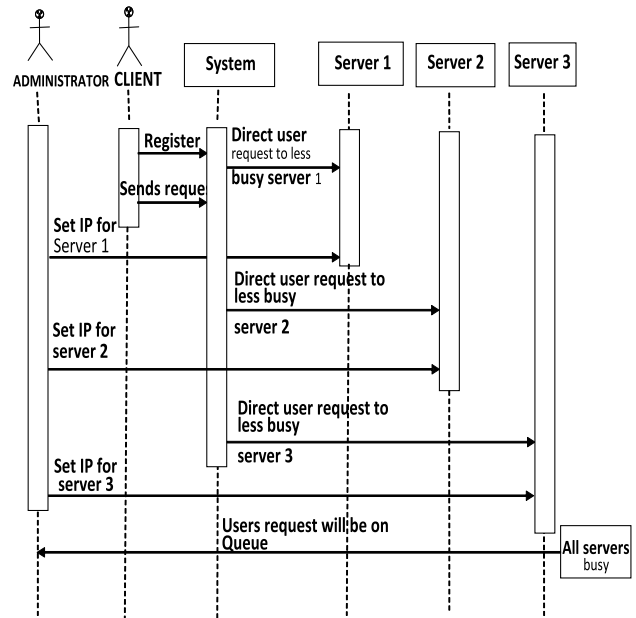 ADMINISTRATOR CLIENT
System
Server 1
Server 2
Server 3
Register
Direct user
request to less
busy server 1
Sends reque
Set IP for
Server 1
Direct user request to
less busy
server 2
Set IP for
server 2
Direct user request to
less busy
server 3
Set IP for
server 3
Users request will be on
Queue
All servers
busy